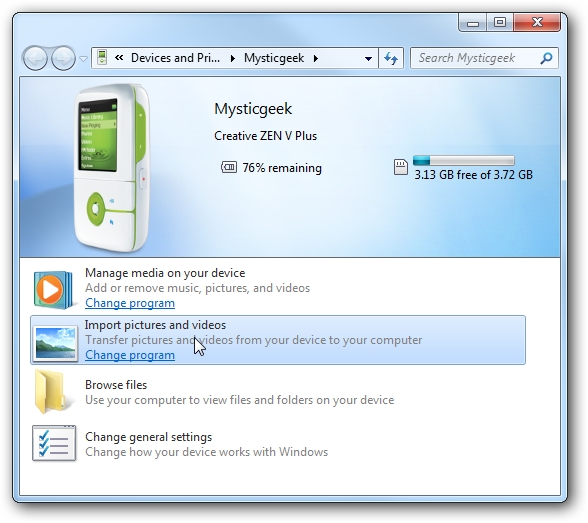 « Devices and Pri... ▸ Mysticgeek ▸
Search Mysticgeek
Mysticgeek
Creative ZEN V Plus
76% remaining
3.13 GB free of 3.72 GB
Manage media on your device
Add or remove music, pictures, and videos
Change program
Import pictures and videos
Transfer pictures and videos from your device to your computer
Change program
Browse files
Use your computer to view files and folders on your device
Change general settings
Change how your device works with Windows